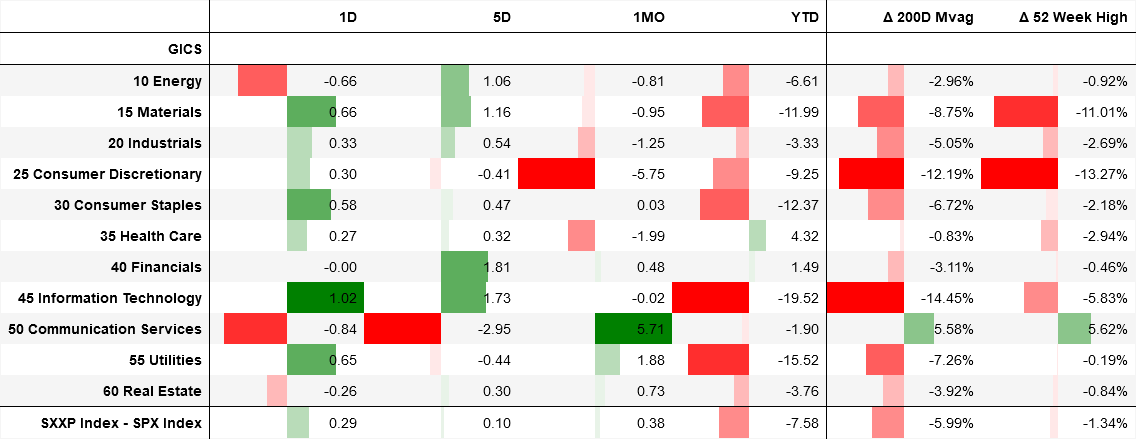 1D 5D 1MO YTD Δ 200D Mvag Δ 52 Week High
GICS
10 Energy -0.66 1.06 -0.81 -6.61 -2.96% -0.92%
15 Materials 0.66 1.16 -0.95 -11.99 -8.75% -11.01%
20 Industrials 0.33 0.54 -1.25 -3.33 -5.05% -2.69%
25 Consumer Discretionary 0.30 -0.41 -5.75 -9.25 -12.19% -13.27%
30 Consumer Staples 0.58 0.47 0.03 -12.37 -6.72% -2.18%
35 Health Care 0.27 0.32 -1.99 4.32 -0.83% -2.94%
40 Financials -0.00 1.81 0.48 1.49 -3.11% -0.46%
45 Information Technology 1.02 1.73 -0.02 -19.52 -14.45% -5.83%
50 Communication Services -0.84 -2.95 5.71 -1.90 5.58% 5.62%
55 Utilities 0.65 -0.44 1.88 -15.52 -7.26% -0.19%
60 Real Estate -0.26 0.30 0.73 -3.76 -3.92% -0.84%
SXXP Index - SPX Index 0.29 0.10 0.38 -7.58 -5.99% -1.34%